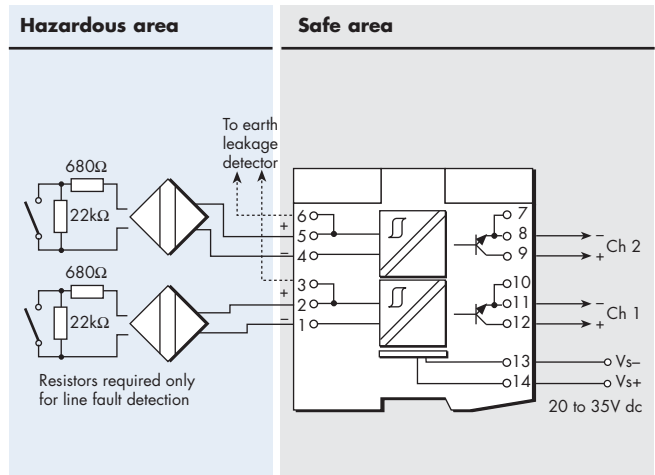 Hazardous area
Safe area
To earth
leakage
detector
680Ω
22kΩ
680Ω
22kΩ
Resistors required only
for line fault detection
+
6
5
–
4
3
+
2
–
1
7
8
9
–
+
Ch 2
10
11
12
–
+
Ch 1
13
Vs–
14
Vs+
20 to 35V dc